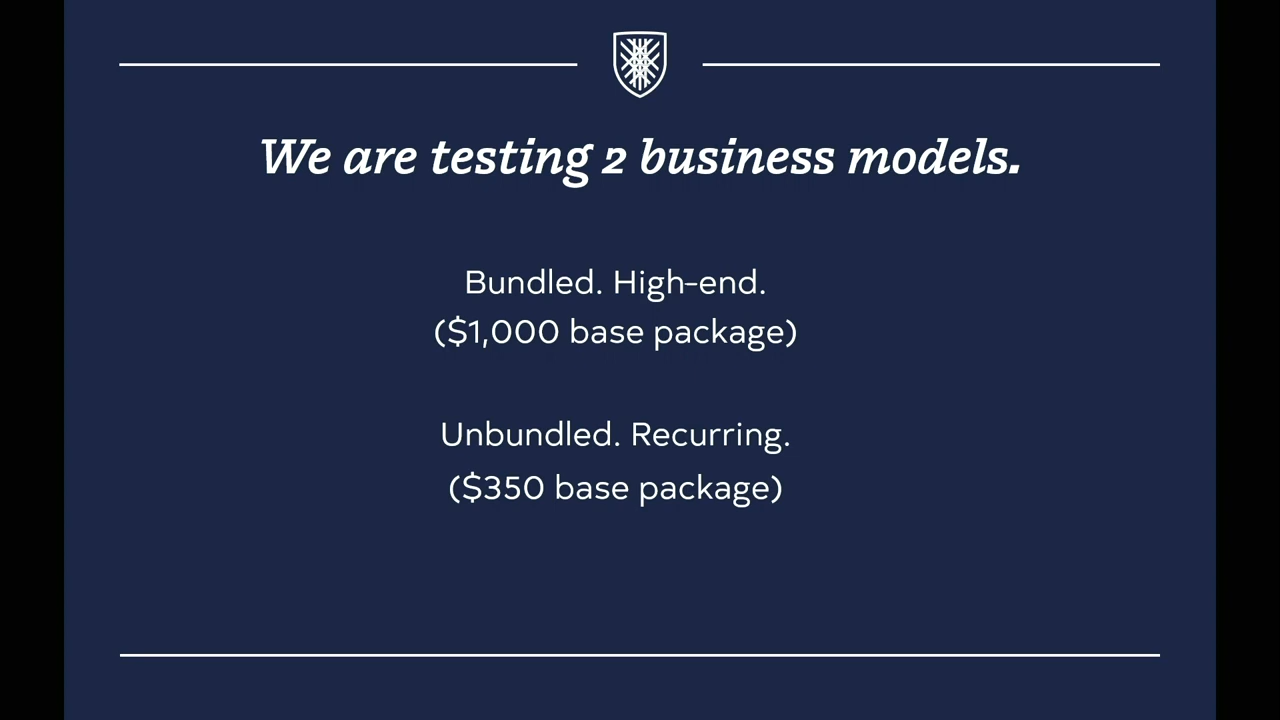 We are testing 2 business models.
Bundled. High-end.
($1,000 base package)
Unbundled. Recurring.
($350 base package)